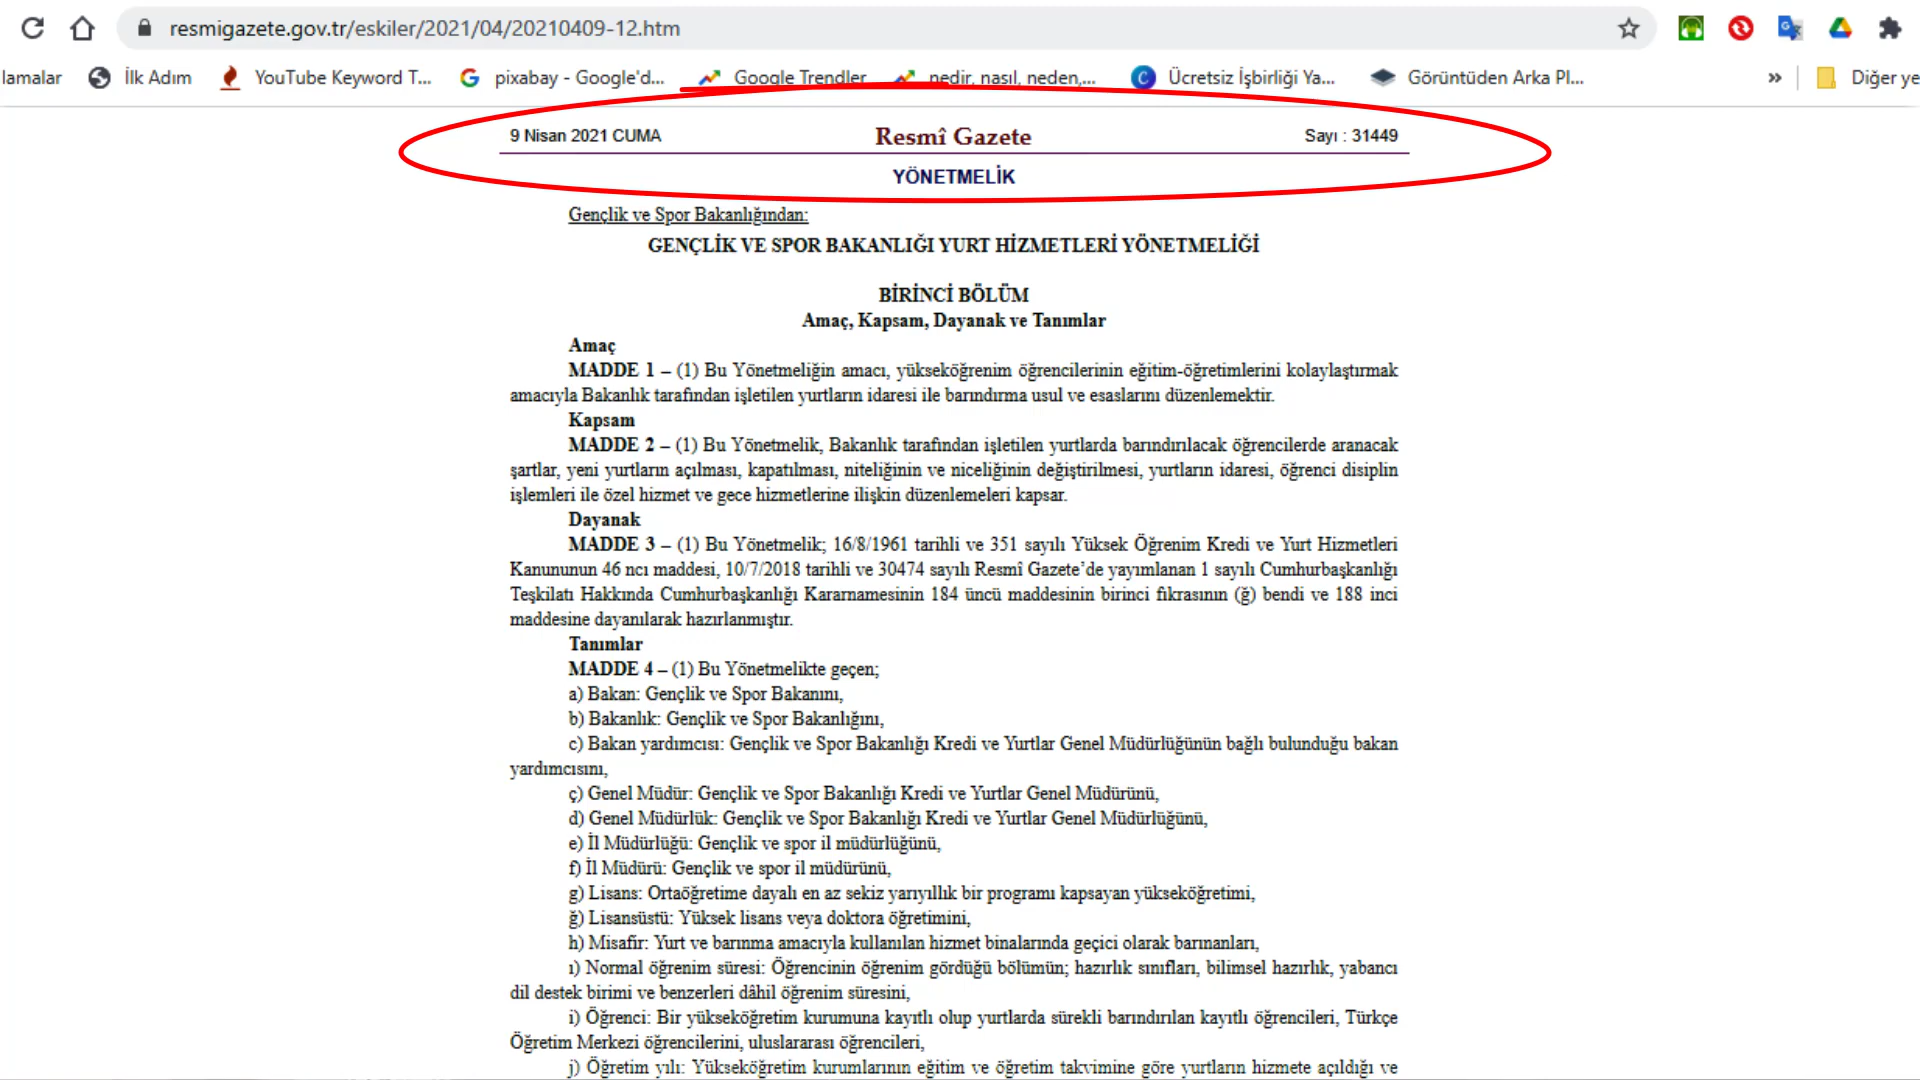 resmigazete.gov.tr/eskiler/2021/04/20210409-12.htm
lamalar İlk Adım YouTube Keyword T... pixabay - Google'd... Google Trendler nedir, nasıl, neden,... Ücretsiz İşbirliği Ya... Görüntüden Arka Pl... » Diğer ye
9 Nisan 2021 CUMA Resmî Gazete Sayı : 31449
YÖNETMELİK
Gençlik ve Spor Bakanlığından:
GENÇLİK VE SPOR BAKANLIĞI YURT HİZMETLERİ YÖNETMELİĞİ
BİRİNCİ BÖLÜM
Amaç, Kapsam, Dayanak ve Tanımlar
Amaç
MADDE 1 – (1) Bu Yönetmeliğin amacı, yükseköğrenim öğrencilerinin eğitim-öğretimlerini kolaylaştırmak
amacıyla Bakanlık tarafından işletilen yurtların idaresi ile barındırma usul ve esaslarını düzenlemektir.
Kapsam
MADDE 2 – (1) Bu Yönetmelik, Bakanlık tarafından işletilen yurtlarda barındırılacak öğrencilerde aranacak
şartlar, yeni yurtların açılması, kapatılması, niteliğinin ve niceliğinin değiştirilmesi, yurtların idaresi, öğrenci disiplin
işlemleri ile özel hizmet ve gece hizmetlerine ilişkin düzenlemeleri kapsar.
Dayanak
MADDE 3 – (1) Bu Yönetmelik; 16/8/1961 tarihli ve 351 sayılı Yüksek Öğrenim Kredi ve Yurt Hizmetleri
Kanununun 46 ncı maddesi, 10/7/2018 tarihli ve 30474 sayılı Resmî Gazete’de yayımlanan 1 sayılı Cumhurbaşkanlığı
Teşkilatı Hakkında Cumhurbaşkanlığı Kararnamesinin 184 üncü maddesinin birinci fıkrasının (ğ) bendi ve 188 inci
maddesine dayanılarak hazırlanmıştır.
Tanımlar
MADDE 4 – (1) Bu Yönetmelikte geçen;
a) Bakan: Gençlik ve Spor Bakanını,
b) Bakanlık: Gençlik ve Spor Bakanlığını,
c) Bakan yardımcısı: Gençlik ve Spor Bakanlığı Kredi ve Yurtlar Genel Müdürlüğünün bağlı bulunduğu bakan
yardımcısını,
ç) Genel Müdür: Gençlik ve Spor Bakanlığı Kredi ve Yurtlar Genel Müdürünü,
d) Genel Müdürlük: Gençlik ve Spor Bakanlığı Kredi ve Yurtlar Genel Müdürlüğünü,
e) İl Müdürlüğü: Gençlik ve spor il müdürlüğünü,
f) İl Müdürü: Gençlik ve spor il müdürünü,
g) Lisans: Ortaöğretime dayalı en az sekiz yarıyıllık bir programı kapsayan yükseköğretimi,
ğ) Lisansüstü: Yüksek lisans veya doktora öğretimini,
h) Misafir: Yurt ve barınma amacıyla kullanılan hizmet binalarında geçici olarak barınanları,
ı) Normal öğrenim süresi: Öğrencinin öğrenim gördüğü bölümün; hazırlık sınıfları, bilimsel hazırlık, yabancı
dil destek birimi ve benzerleri dâhil öğrenim süresini,
i) Öğrenci: Bir yükseköğretim kurumuna kayıtlı olup yurtlarda sürekli barındırılan kayıtlı öğrencileri, Türkçe
Öğretim Merkezi öğrencilerini, uluslararası öğrencileri,
j) Öğretim yılı: Yükseköğretim kurumlarının eğitim ve öğretim takvimine göre yurtların hizmete açıldığı ve